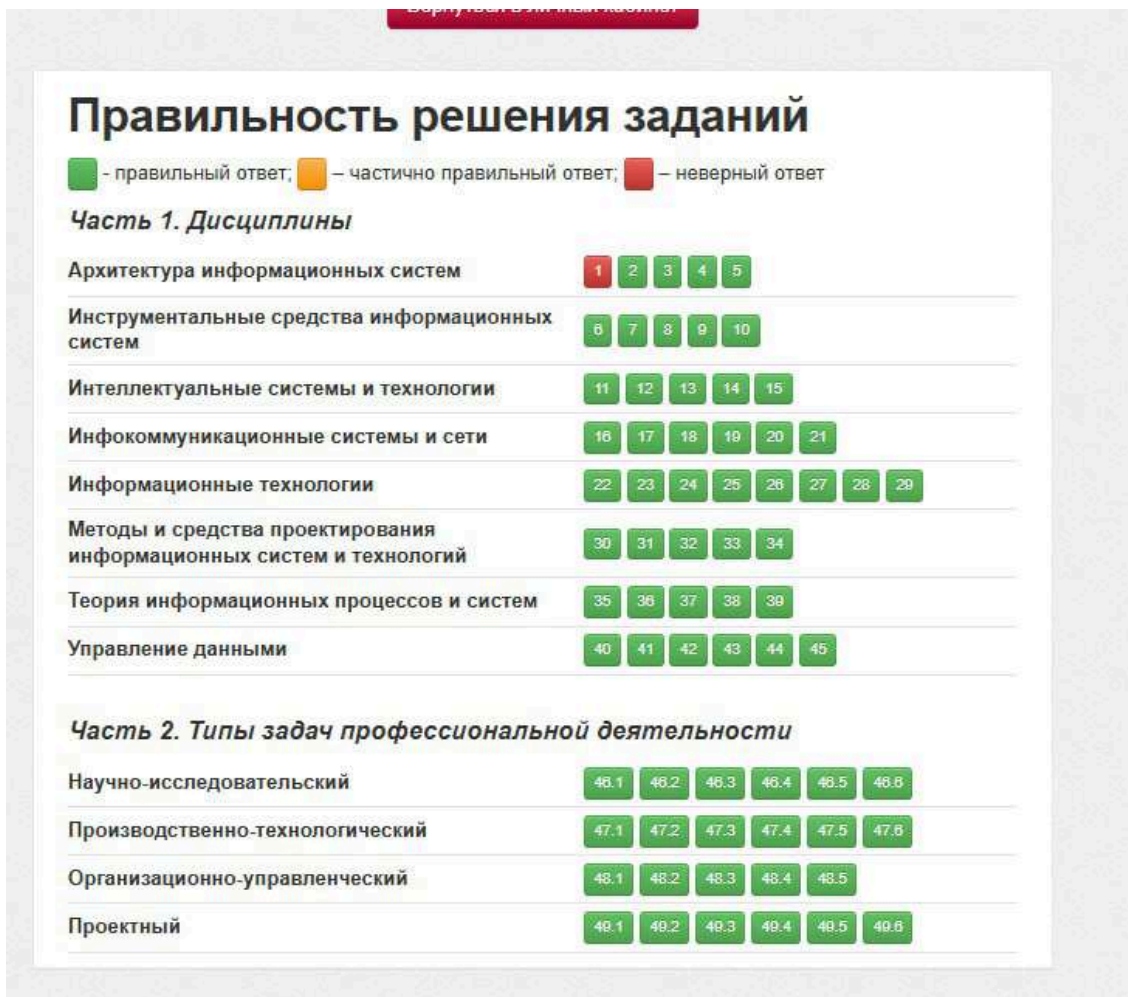 Правильность решения заданий
- правильный ответ; – частично правильный ответ; – неверный ответ
Часть 1. Дисциплины
Архитектура информационных систем 1 2 3 4 5
Инструментальные средства информационных
систем 6 7 8 9 10
Интеллектуальные системы и технологии 11 12 13 14 15
Инфокоммуникационные системы и сети 16 17 18 19 20 21
Информационные технологии 22 23 24 25 26 27 28 29
Методы и средства проектирования
информационных систем и технологий 30 31 32 33 34
Теория информационных процессов и систем 35 36 37 38 39
Управление данными 40 41 42 43 44 45
Часть 2. Типы задач профессиональной деятельности
Научно-исследовательский 46.1 46.2 46.3 46.4 46.5 46.6
Производственно-технологический 47.1 47.2 47.3 47.4 47.5 47.6
Организационно-управленческий 48.1 48.2 48.3 48.4 48.5
Проектный 49.1 49.2 49.3 49.4 49.5 49.6